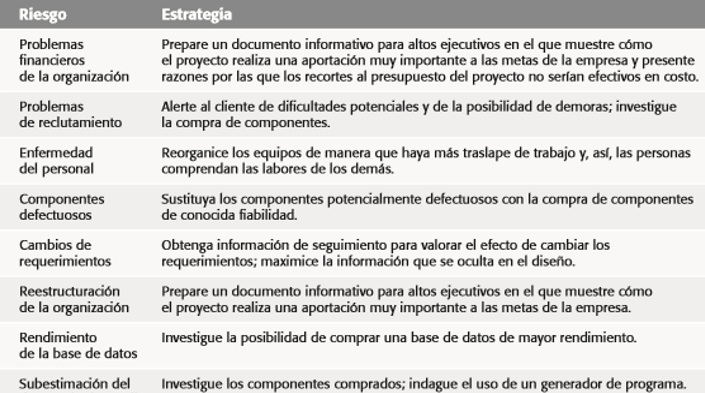 Riesgo Estrategia
Problemas Prepare un documento informativo para altos ejecutivos en el que muestre cómo
financieros el proyecto realiza una aportación muy importante a las metas de la empresa y presente
de la organización razones por las que los recortes al presupuesto del proyecto no serían efectivos en costo.
Problemas Alerte al cliente de dificultades potenciales y de la posibilidad de demoras; investigue
de reclutamiento la compra de componentes.
Enfermedad Reorganice los equipos de manera que haya más traslape de trabajo y, así, las personas
del personal comprendan las labores de los demás.
Componentes Sustituya los componentes potencialmente defectuosos con la compra de componentes
defectuosos de conocida fiabilidad.
Cambios de Obtenga información de seguimiento para valorar el efecto de cambiar los
requerimientos requerimientos; maximice la información que se oculta en el diseño.
Reestructuración Prepare un documento informativo para altos ejecutivos en el que muestre cómo
de la organización el proyecto realiza una aportación muy importante a las metas de la empresa.
Rendimiento Investigue la posibilidad de comprar una base de datos de mayor rendimiento.
de la base de datos
Subestimación del Investigue los componentes comprados; indague el uso de un generador de programa.